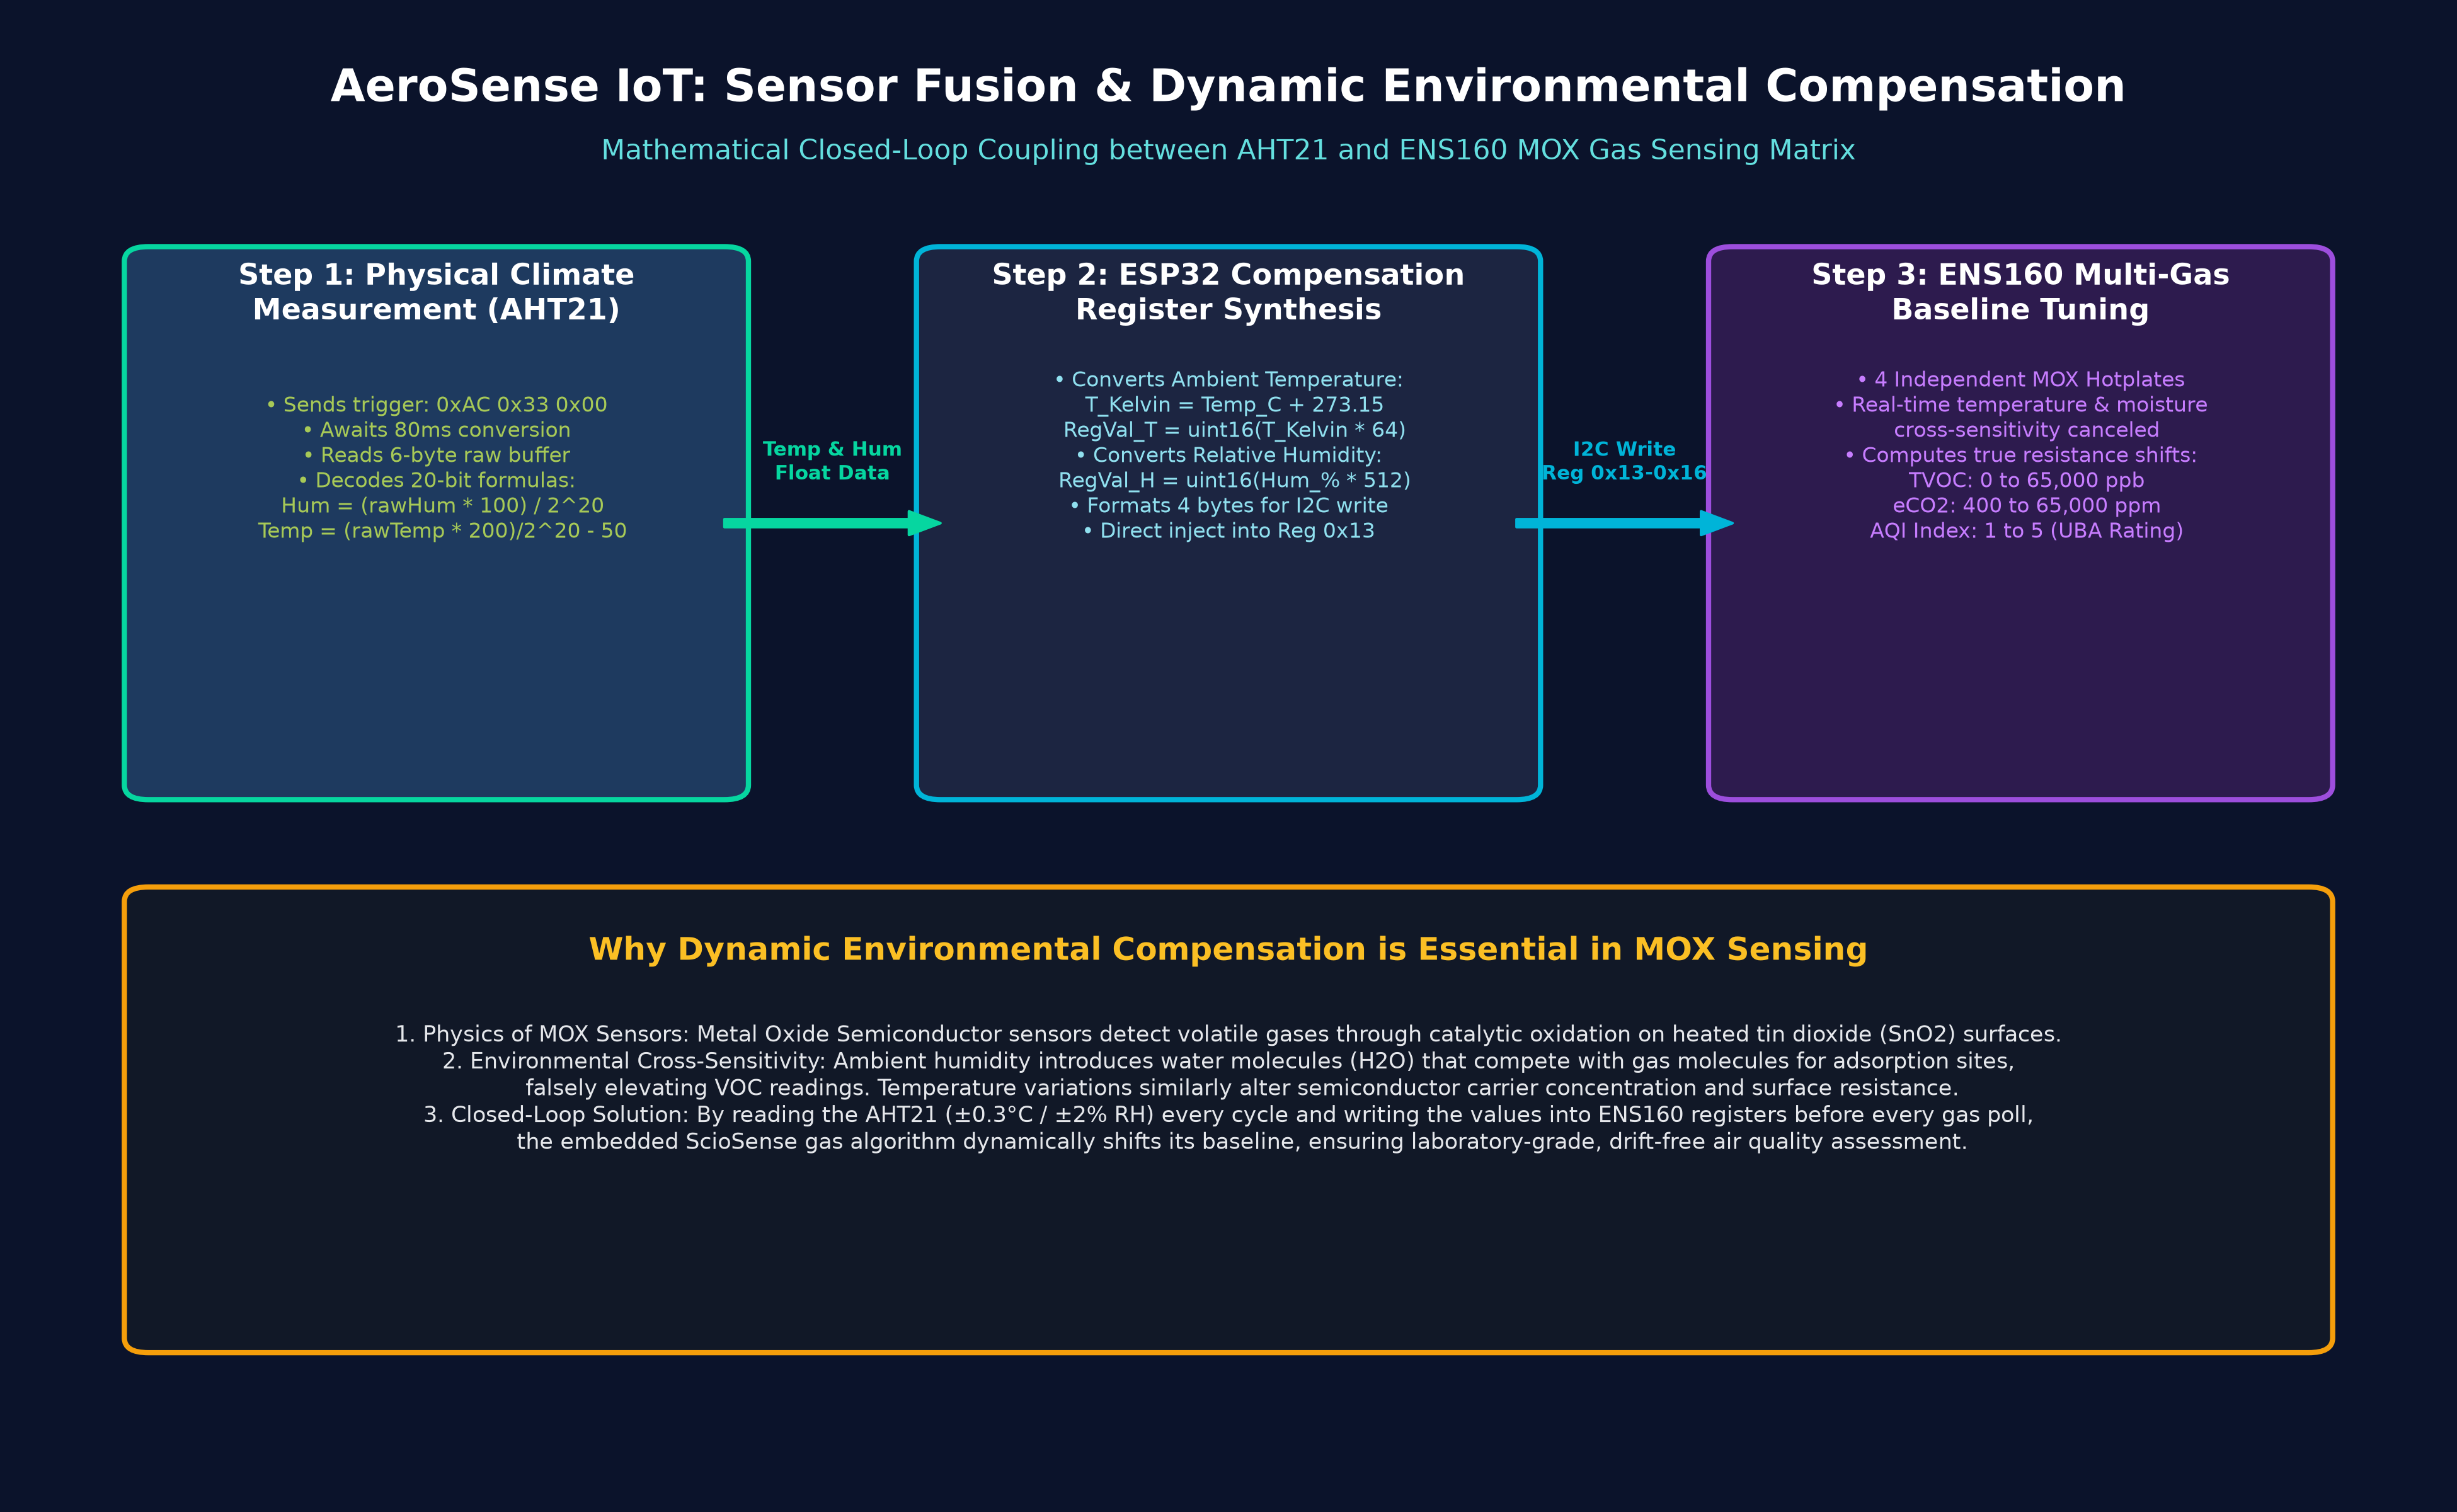 AeroSense IoT: Sensor Fusion & Dynamic Environmental Compensation
Mathematical Closed-Loop Coupling between AHT21 and ENS160 MOX Gas Sensing Matrix
Step 1: Physical Climate
Measurement (AHT21)
• Sends trigger: 0xAC 0x33 0x00
• Awaits 80ms conversion
• Reads 6-byte raw buffer
• Decodes 20-bit formulas:
Hum = (rawHum * 100) / 2^20
Temp = (rawTemp * 200)/2^20 - 50
Temp & Hum
Float Data
Step 2: ESP32 Compensation
Register Synthesis
• Converts Ambient Temperature:
T_Kelvin = Temp_C + 273.15
RegVal_T = uint16(T_Kelvin * 64)
• Converts Relative Humidity:
RegVal_H = uint16(Hum_% * 512)
• Formats 4 bytes for I2C write
• Direct inject into Reg 0x13
I2C Write
Reg 0x13-0x16
Step 3: ENS160 Multi-Gas
Baseline Tuning
• 4 Independent MOX Hotplates
• Real-time temperature & moisture
cross-sensitivity canceled
• Computes true resistance shifts:
TVOC: 0 to 65,000 ppb
eCO2: 400 to 65,000 ppm
AQI Index: 1 to 5 (UBA Rating)
Why Dynamic Environmental Compensation is Essential in MOX Sensing
1. Physics of MOX Sensors: Metal Oxide Semiconductor sensors detect volatile gases through catalytic oxidation on heated tin dioxide (SnO2) surfaces.
2. Environmental Cross-Sensitivity: Ambient humidity introduces water molecules (H2O) that compete with gas molecules for adsorption sites,
falsely elevating VOC readings. Temperature variations similarly alter semiconductor carrier concentration and surface resistance.
3. Closed-Loop Solution: By reading the AHT21 (±0.3°C / ±2% RH) every cycle and writing the values into ENS160 registers before every gas poll,
the embedded ScioSense gas algorithm dynamically shifts its baseline, ensuring laboratory-grade, drift-free air quality assessment.